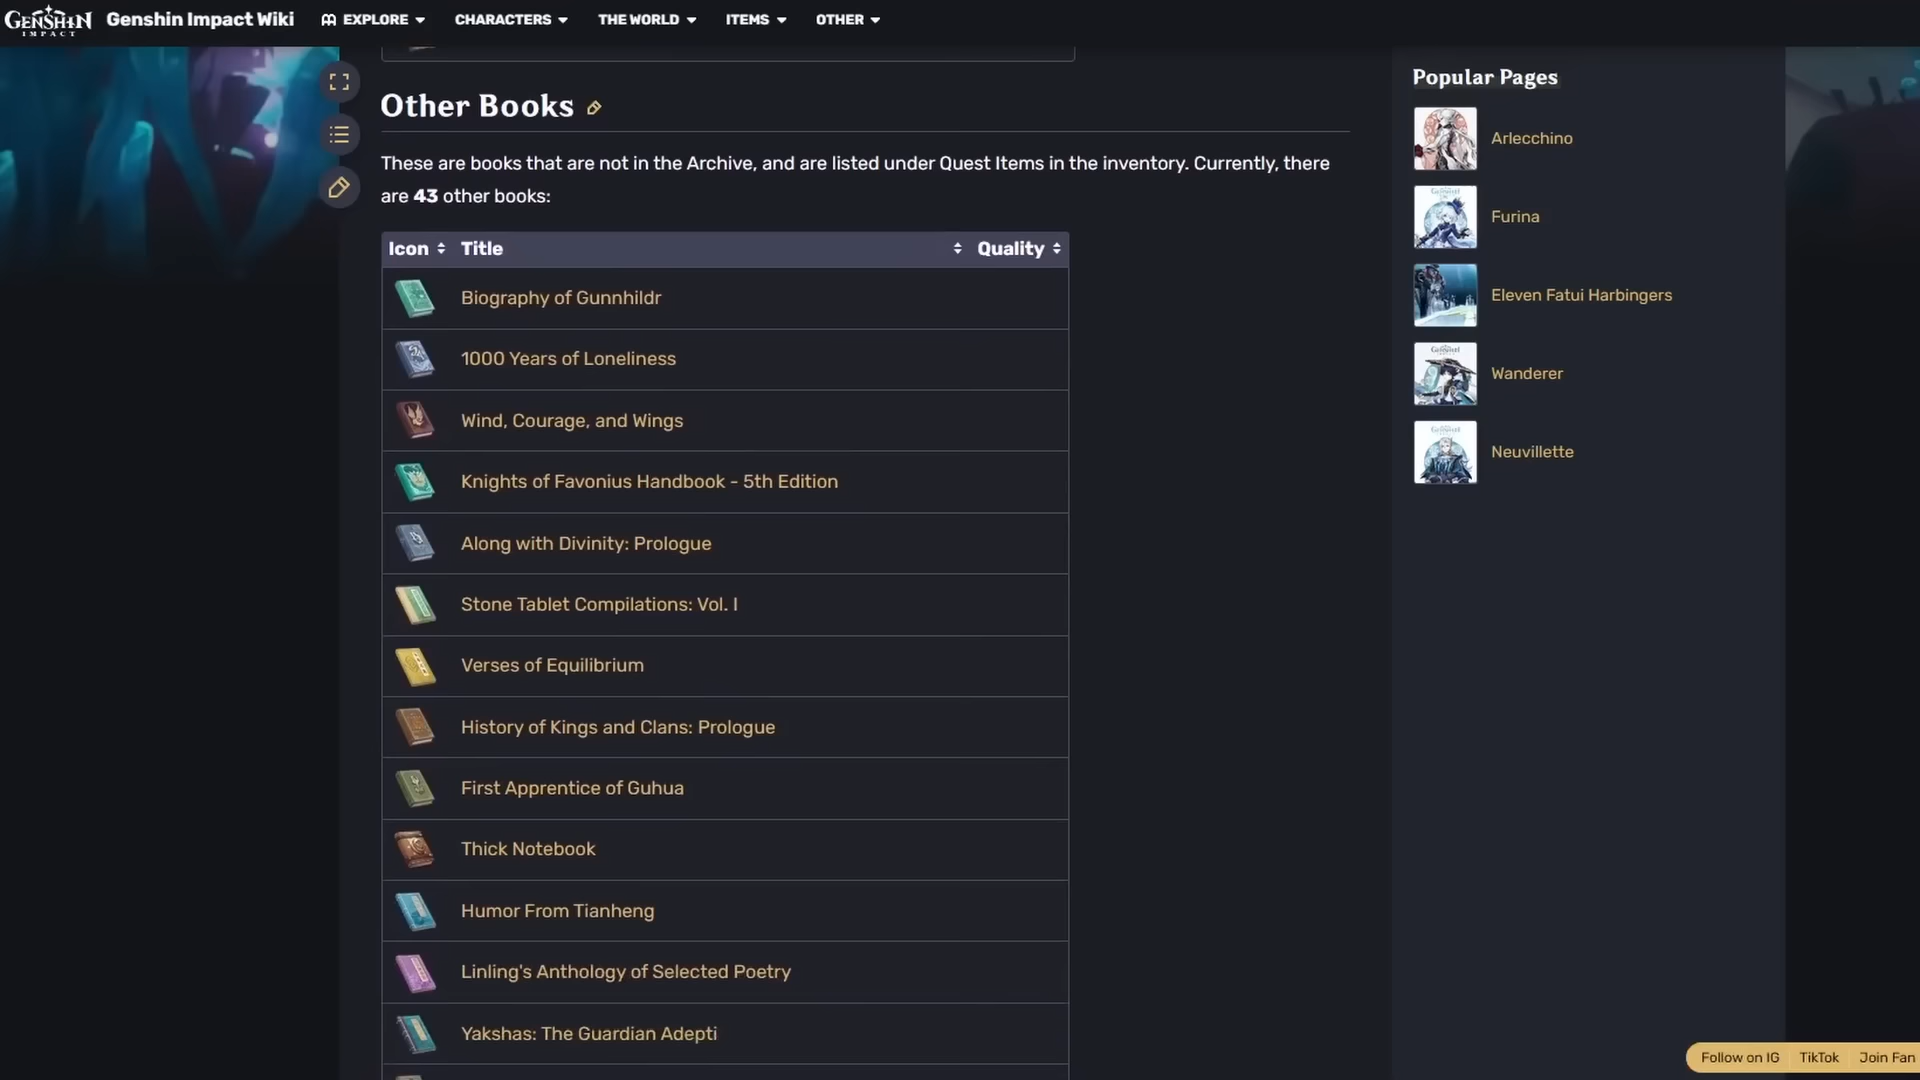 GENSHIN
IMPACT
Genshin Impact Wiki
EXPLORE
CHARACTERS
THE WORLD
ITEMS
OTHER
Other Books
These are books that are not in the Archive, and are listed under Quest Items in the inventory. Currently, there
are 43 other books:
Icon Title Quality
Biography of Gunnhildr
1000 Years of Loneliness
Wind, Courage, and Wings
Knights of Favonius Handbook - 5th Edition
Along with Divinity: Prologue
Stone Tablet Compilations: Vol. I
Verses of Equilibrium
History of Kings and Clans: Prologue
First Apprentice of Guhua
Thick Notebook
Humor From Tianheng
Linling's Anthology of Selected Poetry
Yakshas: The Guardian Adepti
Popular Pages
Arlecchino
Furina
Eleven Fatui Harbingers
Wanderer
Neuvillette
Follow on IG TikTok Join Fan